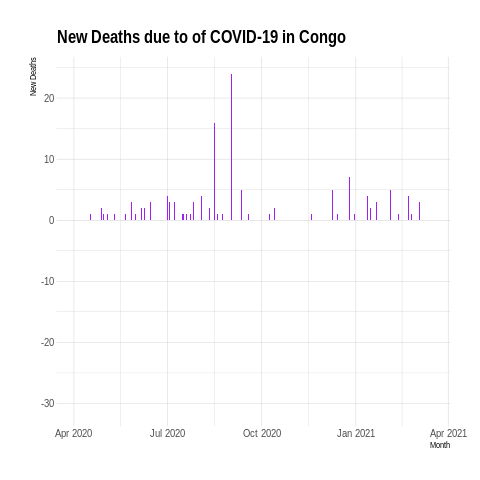 New Deaths due to of COVID-19 in Congo
New Deaths
20
10
0
-10
-20
-30
Apr 2020 Jul 2020 Oct 2020 Jan 2021 Apr 2021
Month